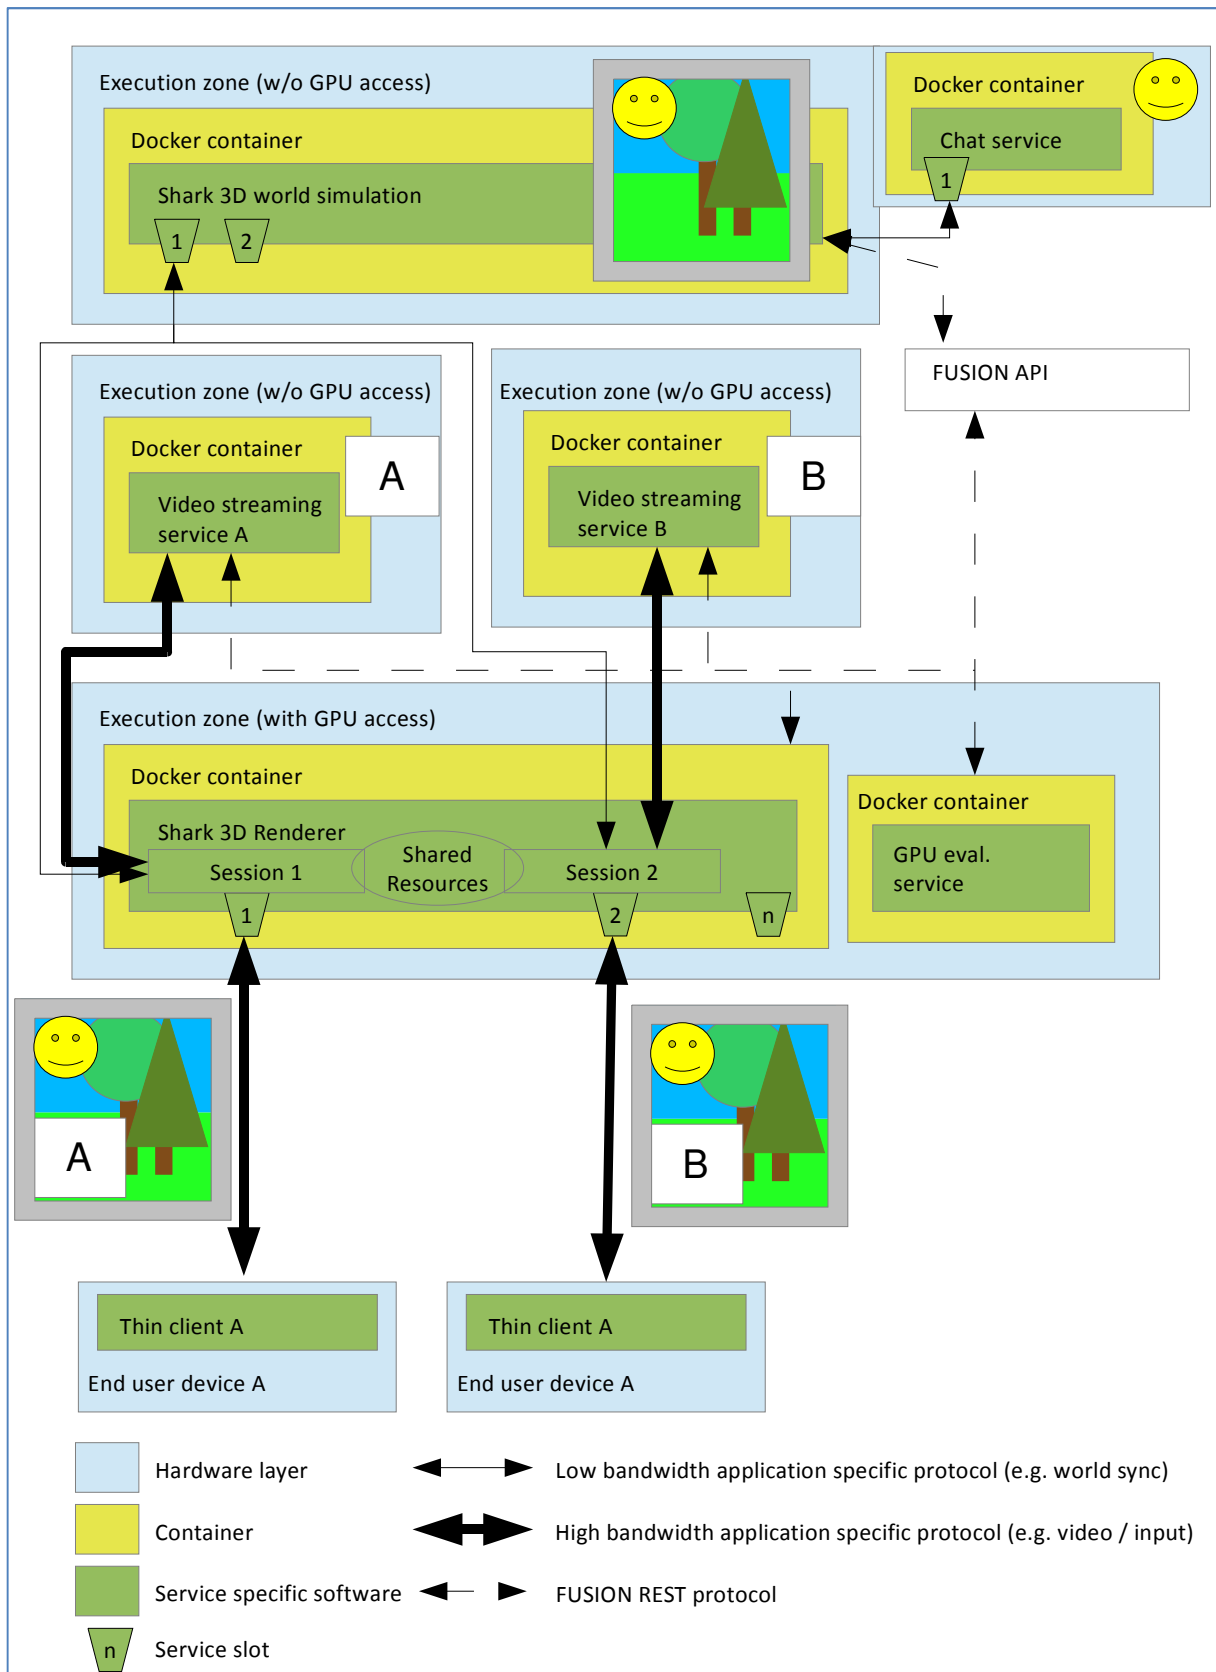 Execution zone (w/o GPU access)
Docker container
Shark 3D world simulation
1
2
Docker container
Chat service
1
FUSION API
Execution zone (w/o GPU access)
Docker container
Video streaming
service A
A
Execution zone (w/o GPU access)
Docker container
Video streaming
service B
B
Execution zone (with GPU access)
Docker container
Shark 3D Renderer
Session 1
Shared
Resources
Session 2
1
2
n
Docker container
GPU eval.
service
A
B
Thin client A
End user device A
Thin client A
End user device A
Hardware layer
Low bandwidth application specific protocol (e.g. world sync)
Container
High bandwidth application specific protocol (e.g. video / input)
Service specific software
FUSION REST protocol
n
Service slot